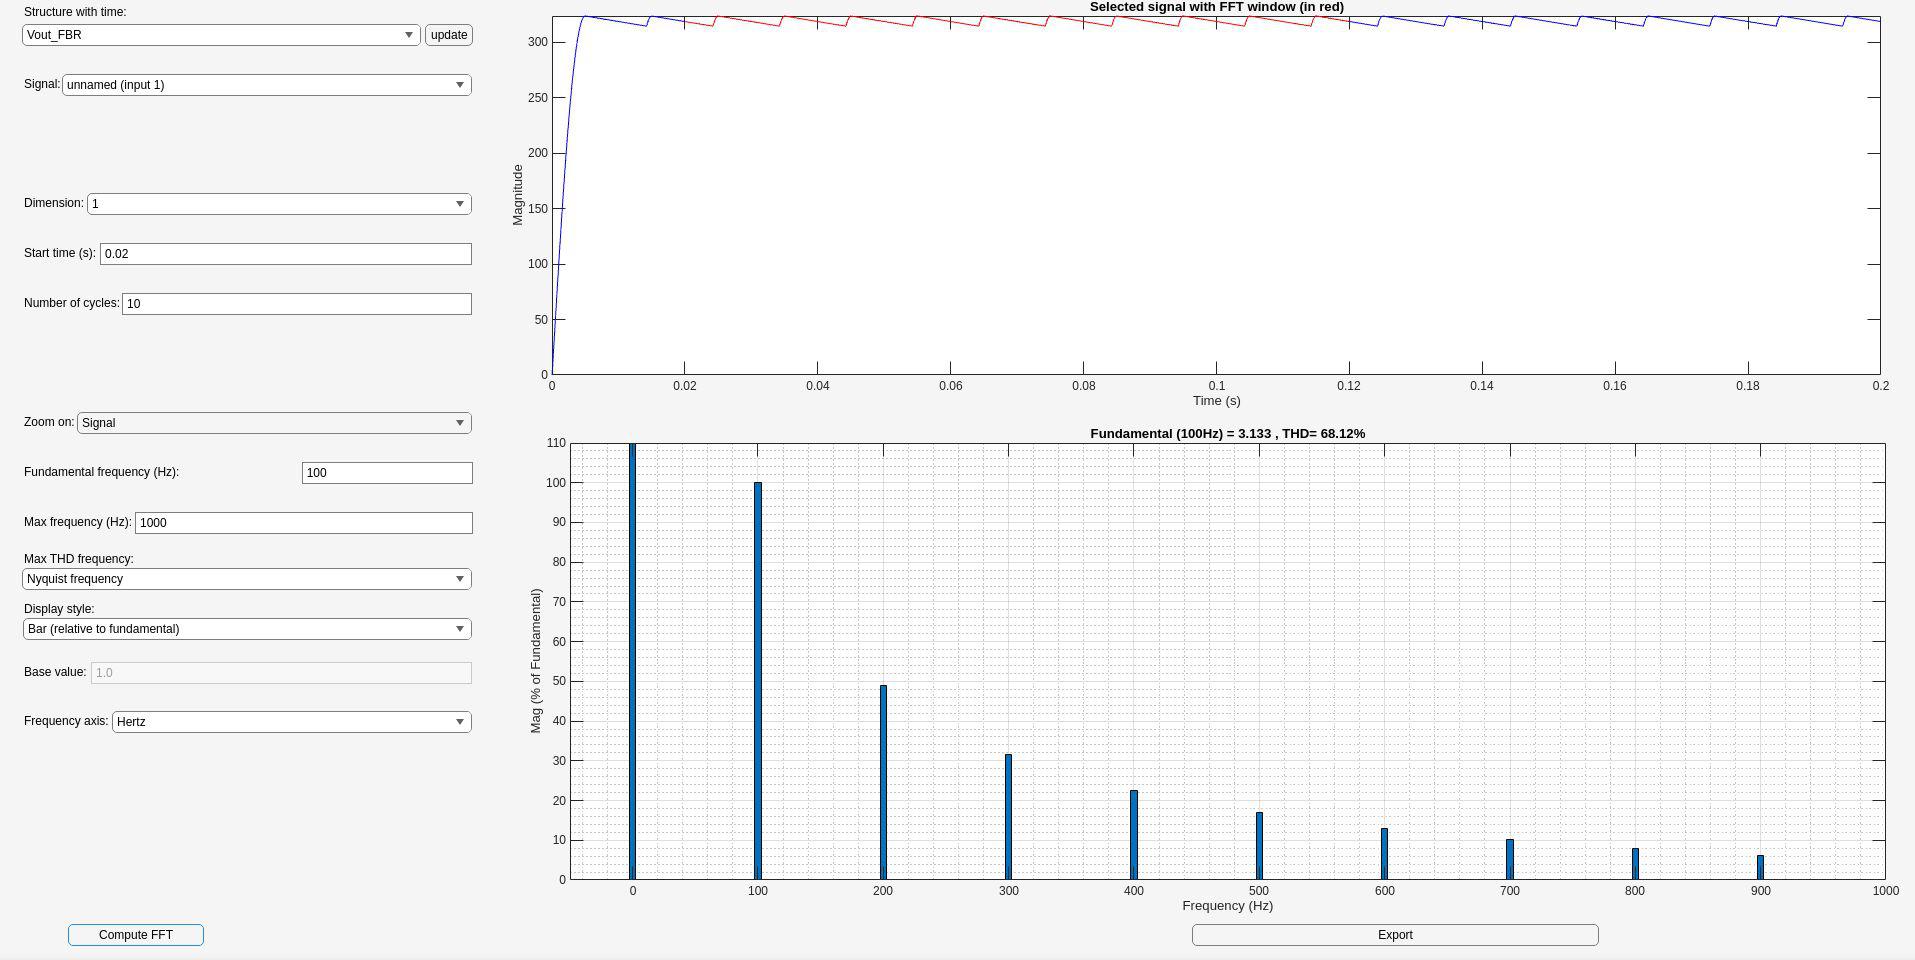 Structure with time:
Vout_FBR
update
Signal: unnamed (input 1)
Dimension: 1
Start time (s): 0.02
Number of cycles: 10
Zoom on: Signal
Fundamental frequency (Hz): 100
Max frequency (Hz): 1000
Max THD frequency:
Nyquist frequency
Display style:
Bar (relative to fundamental)
Base value: 1.0
Frequency axis: Hertz
Compute FFT
Selected signal with FFT window (in red)
Magnitude
300
250
200
150
100
50
0
0 0.02 0.04 0.06 0.08 0.1 0.12 0.14 0.16 0.18 0.2
Time (s)
Fundamental (100Hz) = 3.133 , THD= 68.12%
Mag (% of Fundamental)
110
100
90
80
70
60
50
40
30
20
10
0
0 100 200 300 400 500 600 700 800 900 1000
Frequency (Hz)
Export